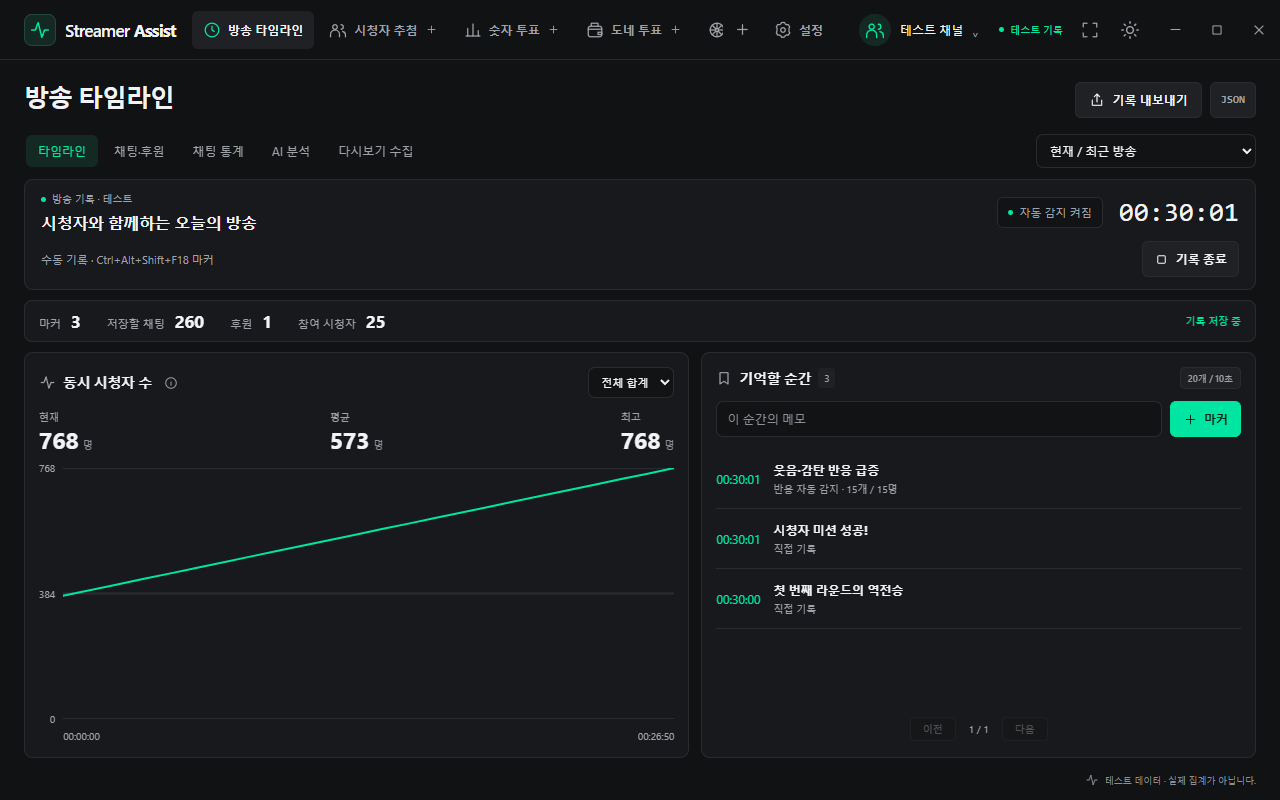 Streamer Assist
방송 타임라인
시청자 추첨 +
숫자 투표 +
도네 투표 +
+
설정
테스트 채널
테스트 기록
방송 타임라인
기록 내보내기
JSON
타임라인
채팅·후원
채팅 통계
AI 분석
다시보기 수집
현재 / 최근 방송
방송 기록 · 테스트
시청자와 함께하는 오늘의 방송
수동 기록 · Ctrl+Alt+Shift+F18 마커
자동 감지 켜짐
00:30:01
기록 종료
마커 3
저장할 채팅 260
후원 1
참여 시청자 25
기록 저장 중
동시 시청자 수
전체 합계
현재
768 명
평균
573 명
최고
768 명
768
384
0
00:00:00
00:26:50
기억할 순간 3
20개 / 10초
이 순간의 메모
+ 마커
00:30:01
웃음·감탄 반응 급증
반응 자동 감지 · 15개 / 15명
00:30:01
시청자 미션 성공!
직접 기록
00:30:00
첫 번째 라운드의 역전승
직접 기록
이전
1 / 1
다음
테스트 데이터 · 실제 집계가 아닙니다.